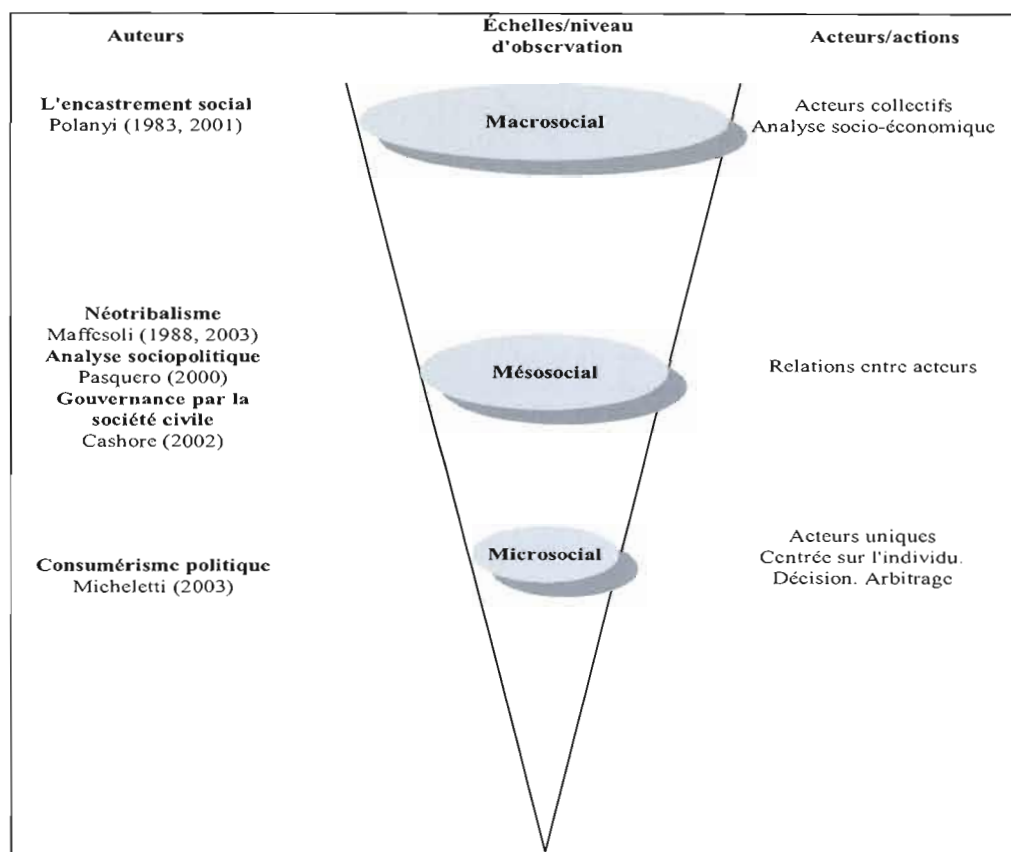 Auteurs
Échelles/niveau
d'observation
Acteurs/actions
L'encastrement social
Polanyi (1983, 2001)
Macrosocial
Acteurs collectifs
Analyse socio-économique
Néotribalisme
Maffesoli (1988, 2003)
Analyse sociopolitique
Pasquero (2000)
Gouvernance par la
société civile
Cashore (2002)
Mésosocial
Relations entre acteurs
Consumérisme politique
Micheletti (2003)
Microsocial
Acteurs uniques
Centrée sur l'individu.
Décision. Arbitrage